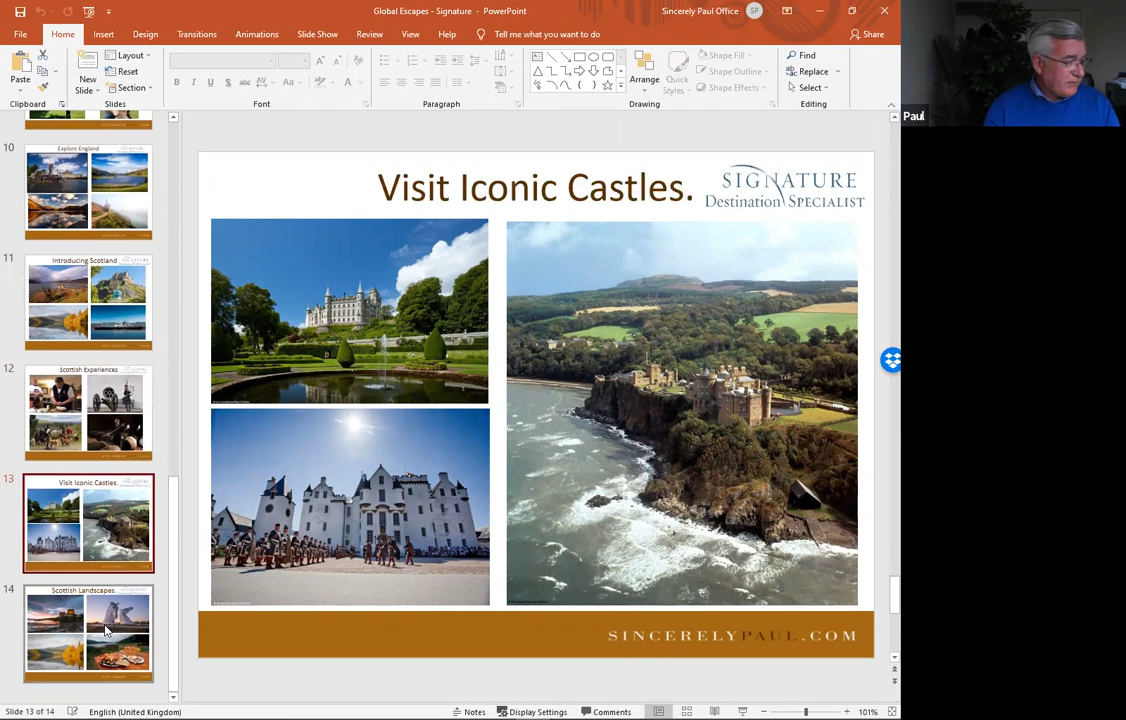 Global Escapes - Signature - PowerPoint
Sincerely Paul Office
SP
File
Home
Insert
Design
Transitions
Animations
Slide Show
Review
View
Help
Tell me what you want to do
Share
Paste
New
Slide
Layout
Reset
Section
B I U S abc AV Aa A
Arrange
Quick
Styles
Shape Fill
Shape Outline
Shape Effects
Find
Replace
Select
Clipboard
Slides
Font
Paragraph
Drawing
Editing
Paul
10
Explore England
11
Introducing Scotland
12
Scottish Experiences
13
Visit Iconic Castles.
14
Scottish Landscapes.
Visit Iconic Castles.
SIGNATURE
Destination SPECIALIST
SINCERELYPAUL.COM
Slide 13 of 14
English (United Kingdom)
Notes
Display Settings
Comments
101%